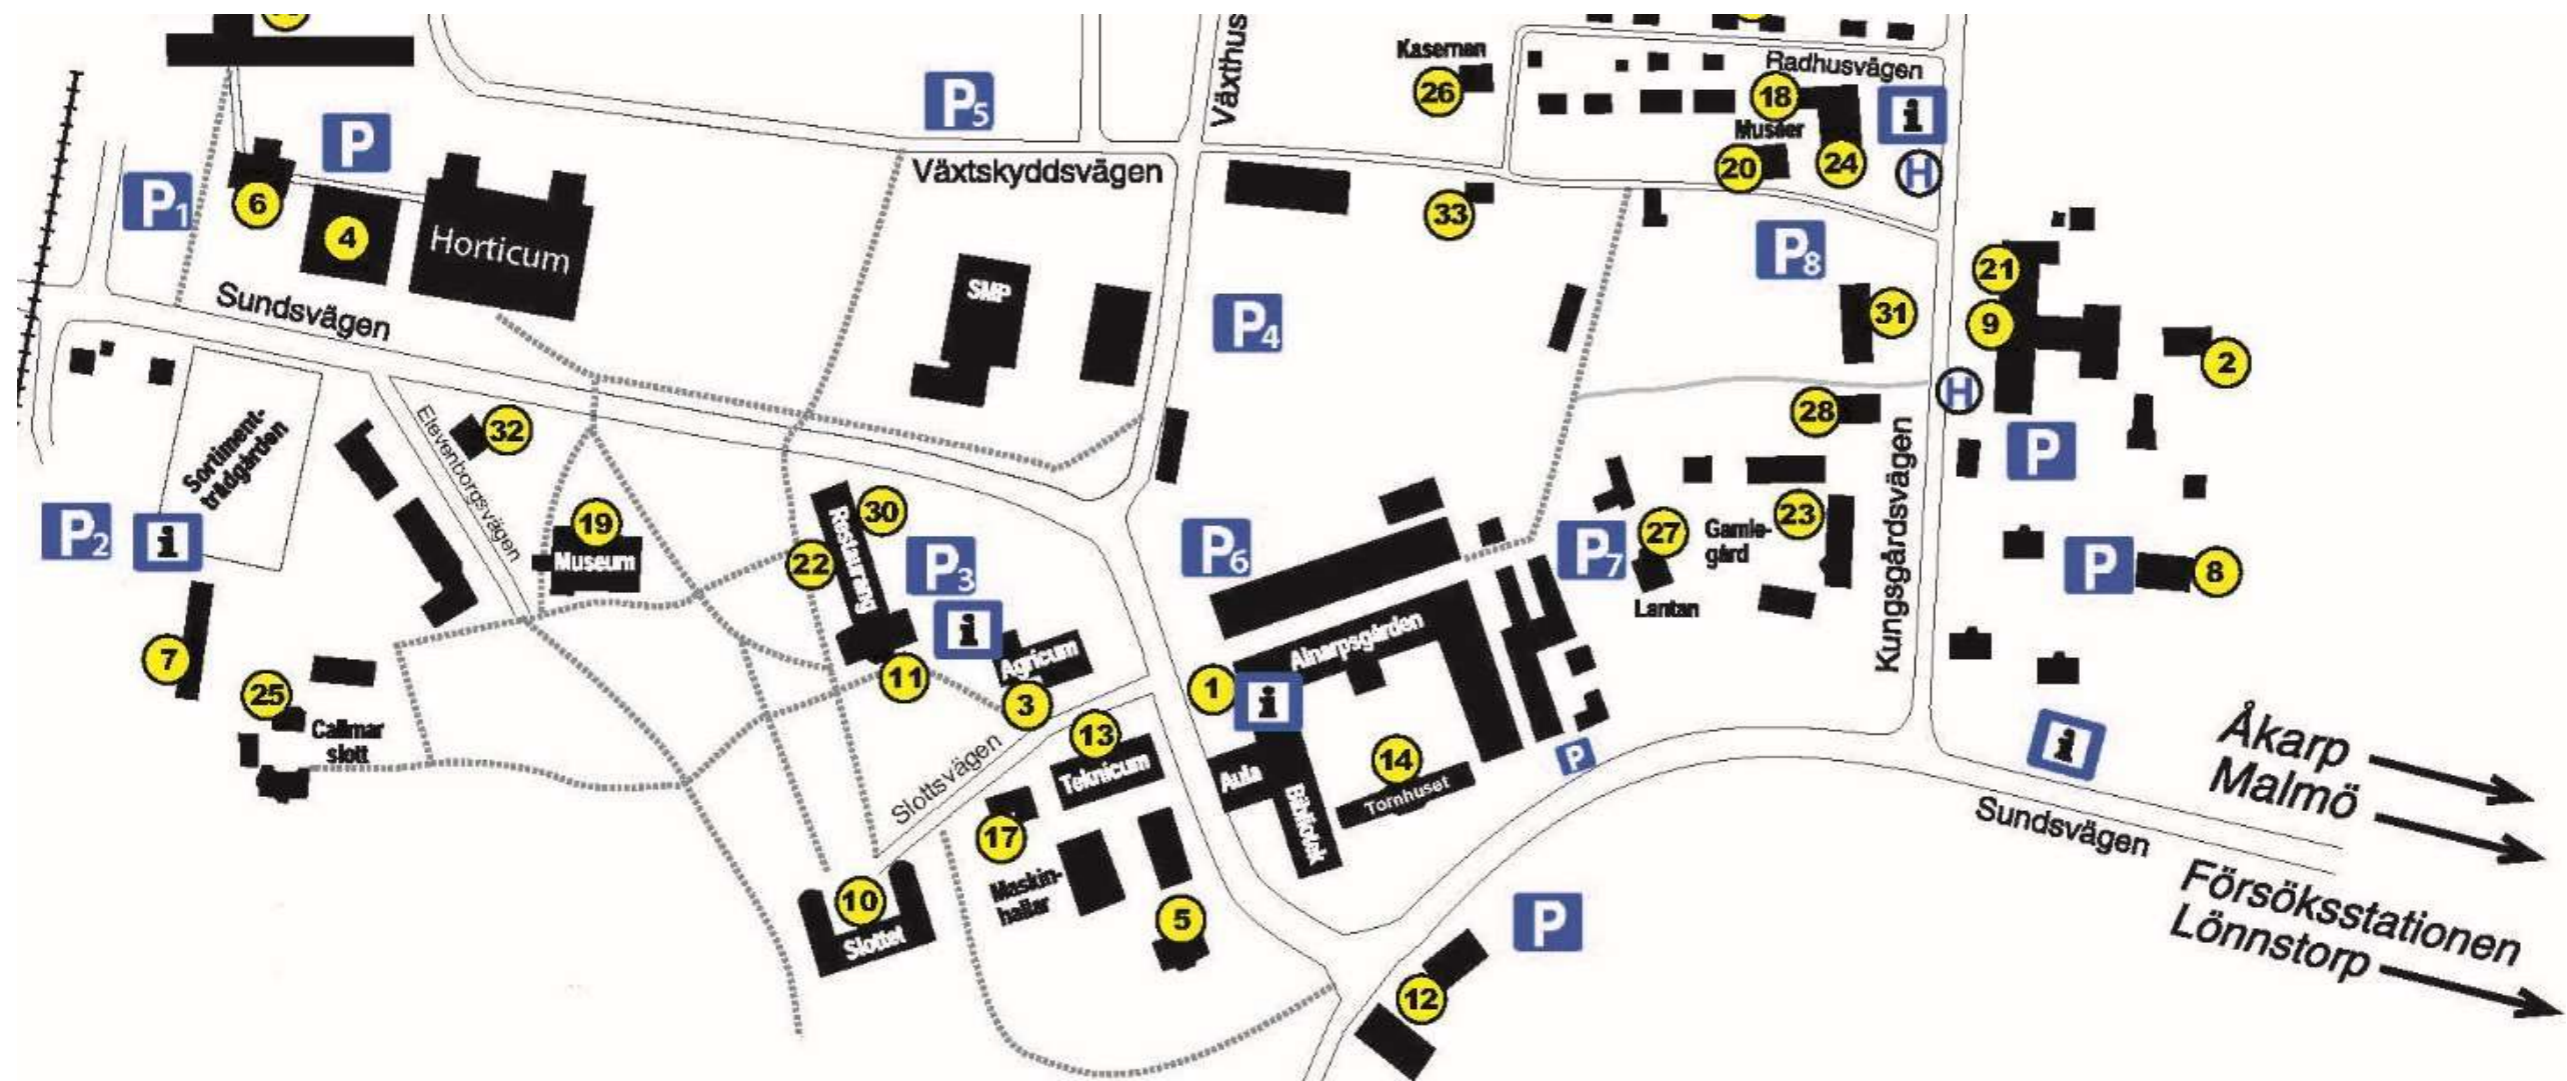 Växthus
Kasernen
26
Radhusvägen
18
i
Museer
20
24
H
P5
Växtskyddsvägen
33
P
P1
6
4
Horticum
Sundsvägen
SMP
P4
P8
31
21
9
2
H
28
P
Kungsgårdsvägen
Sortiment-
trädgården
Elevenborgsvägen
32
P2
i
19
Museum
30
Restaurang
22
P3
i
11
Agricum
3
P6
P7
27
Lantan
Gamle-
gård
23
P
8
7
25
Callmar
slott
1
i
Alnarpsgården
13
Teknicum
Slottsvägen
17
Maskin-
hallar
Aula
Bibliotek
14
Tornhuset
P
10
Slottet
5
12
P
i
Sundsvägen
Åkarp
Malmö
Försöksstationen
Lönnstorp